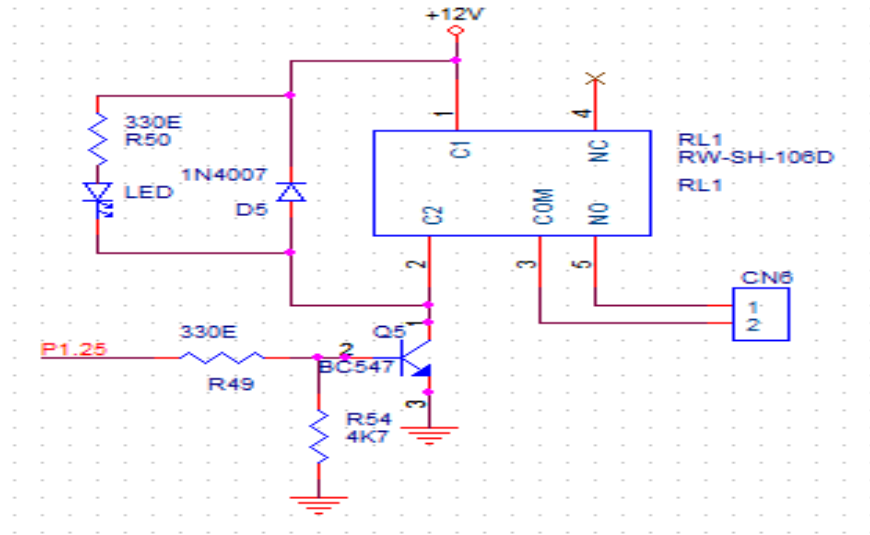 +12V
330E
R50
LED
1N4007
D5
1
C1
4
NC
RL1
RW-SH-106D
RL1
C2
COM
NO
2
3
5
CN6
1
2
P1.25
330E
R49
2
Q5
1
BC547
3
R54
4K7